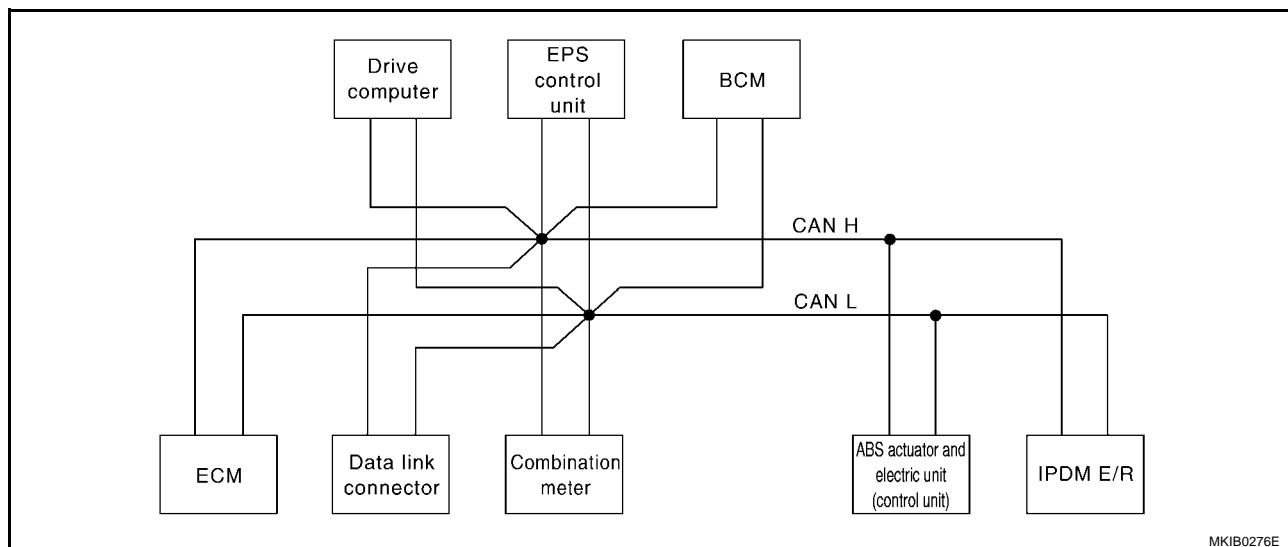 Drive
computer
EPS
control
unit
BCM
CAN H
CAN L
ECM
Data link
connector
Combination
meter
ABS actuator and
electric unit
(control unit)
IPDM E/R
MKIB0276E